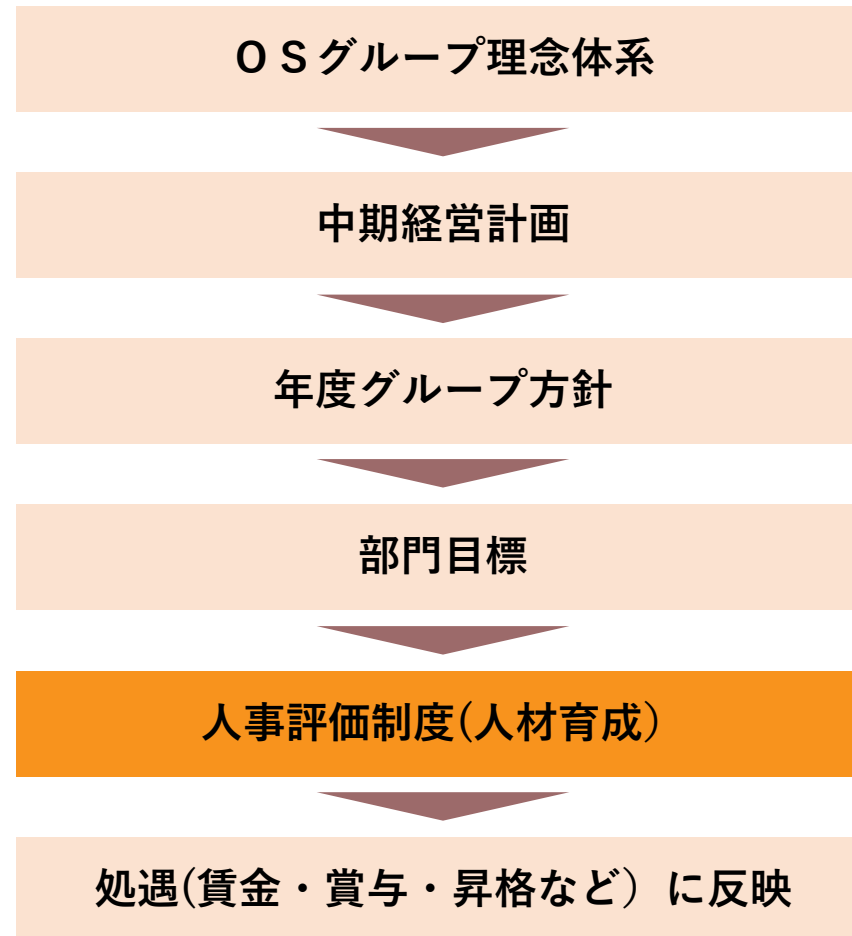 ＯＳグループ理念体系
中期経営計画
年度グループ方針
部門目標
人事評価制度(人材育成）
処遇(賃金・賞与・昇格など）に反映